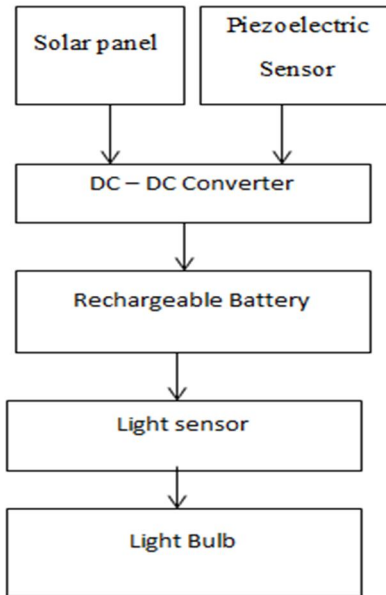 Solar panel
Piezoelectric
Sensor
DC – DC Converter
Rechargeable Battery
Light sensor
Light Bulb